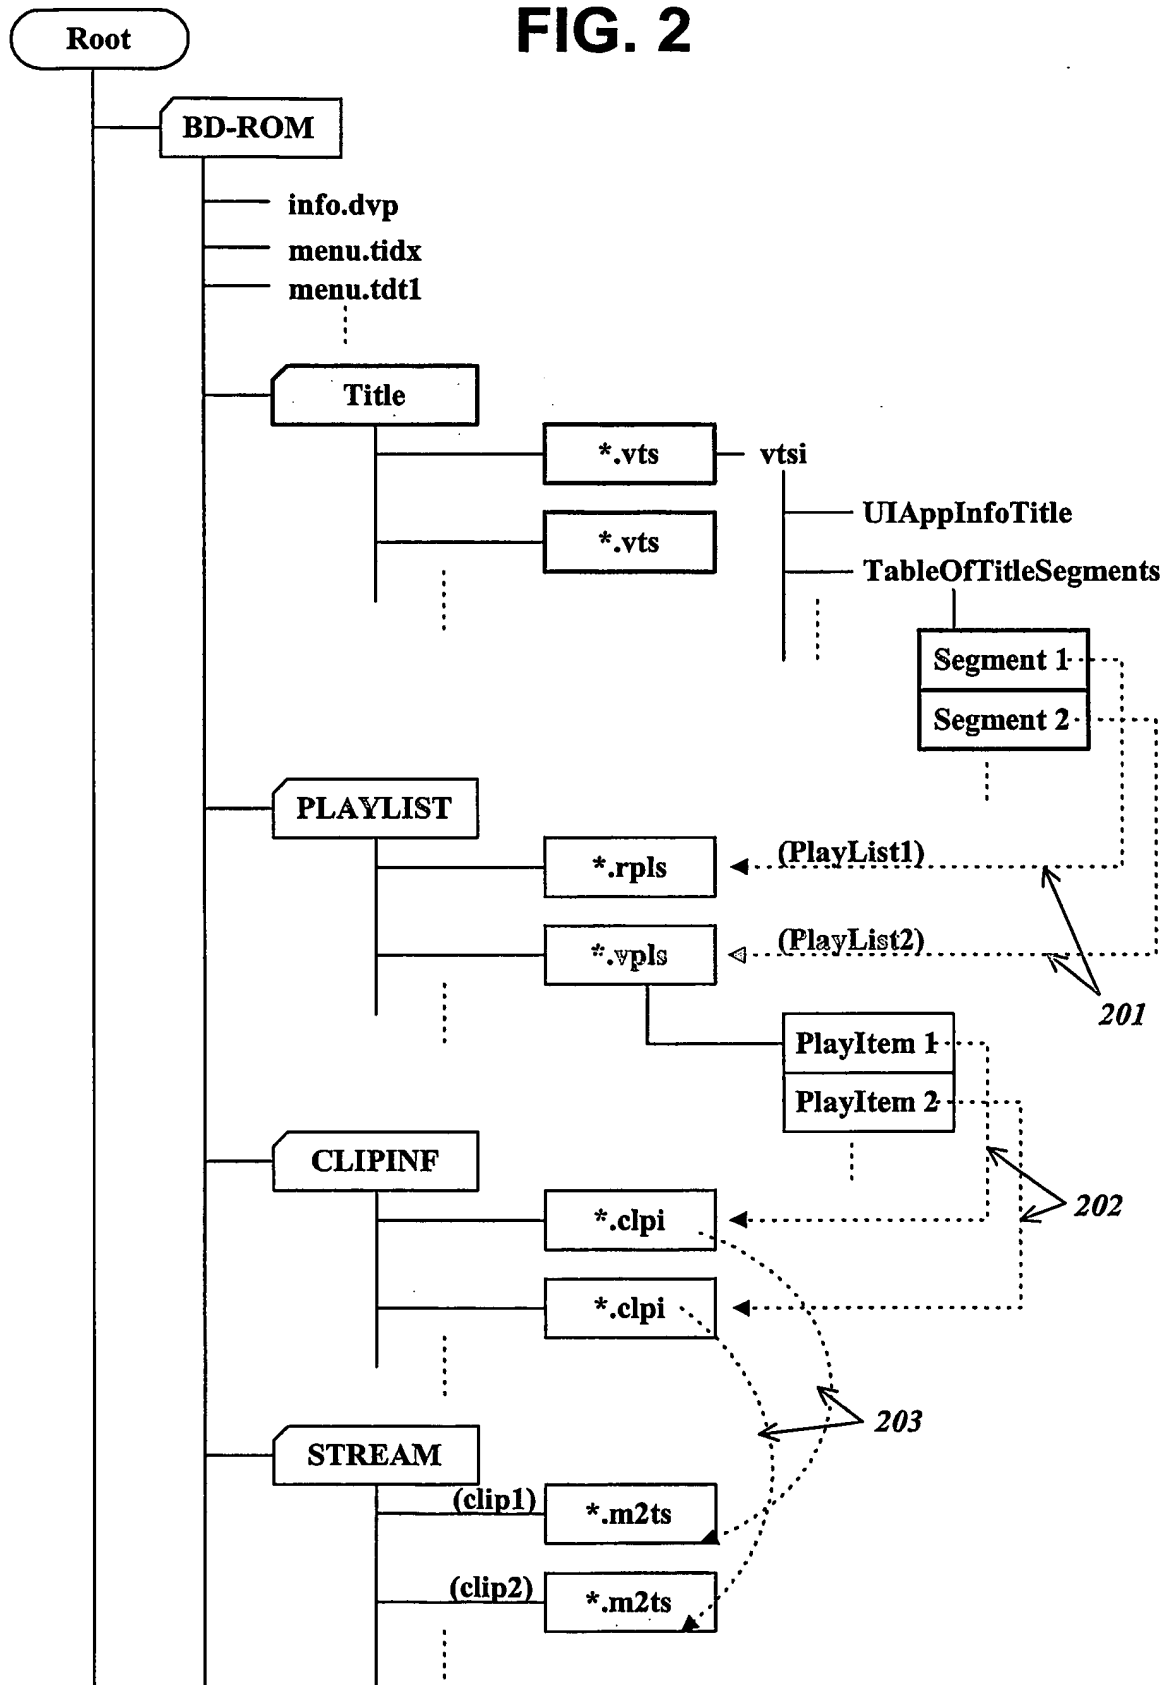 FIG. 2
Root
BD-ROM
info.dvp
menu.tidx
menu.tdt1
Title
*.vts
vtsi
UIAppInfoTitle
*.vts
TableOfTitleSegments
Segment 1
Segment 2
PLAYLIST
*.rpls
(PlayList1)
*.vpls
(PlayList2)
201
PlayItem 1
PlayItem 2
CLIPINF
*.clpi
202
*.clpi
203
STREAM
(clip1)
*.m2ts
(clip2)
*.m2ts